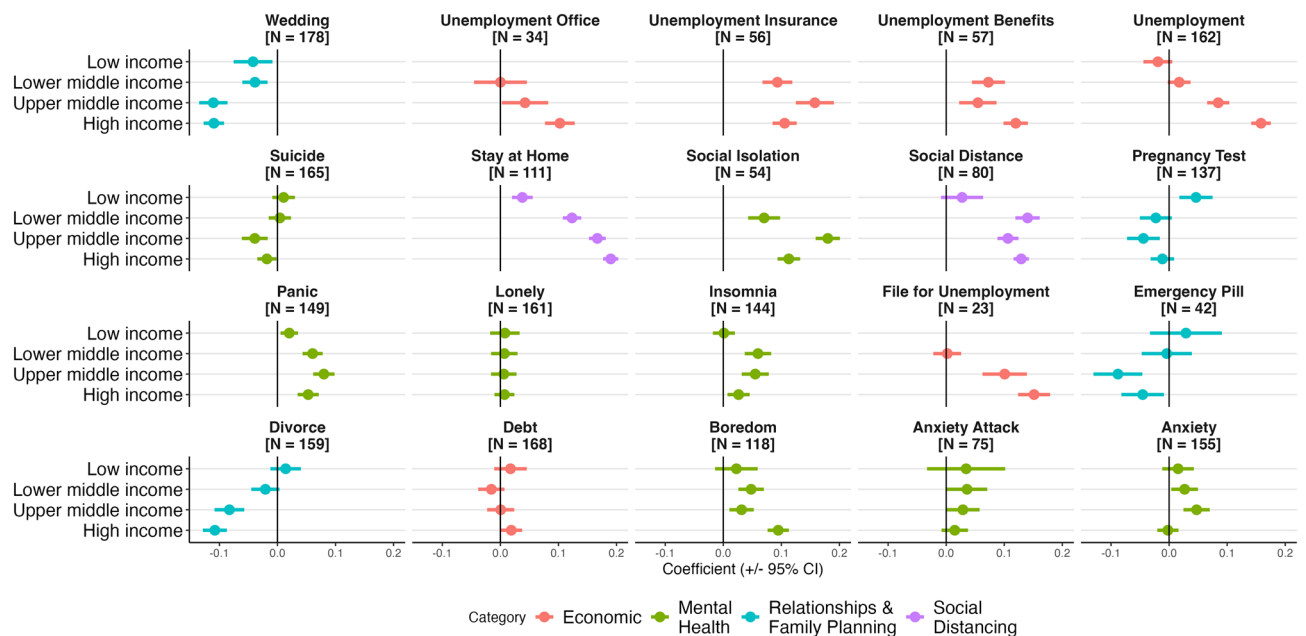 Wedding Unemployment Office Unemployment Insurance Unemployment Benefits Unemployment
[N = 178] [N = 34] [N = 56] [N = 57] [N = 162]
Low income
Lower middle income
Upper middle income
High income
Suicide Stay at Home Social Isolation Social Distance Pregnancy Test
[N = 165] [N = 111] [N = 54] [N = 80] [N = 137]
Low income
Lower middle income
Upper middle income
High income
Panic Lonely Insomnia File for Unemployment Emergency Pill
[N = 149] [N = 161] [N = 144] [N = 23] [N = 42]
Low income
Lower middle income
Upper middle income
High income
Divorce Debt Boredom Anxiety Attack Anxiety
[N = 159] [N = 168] [N = 118] [N = 75] [N = 155]
Low income
Lower middle income
Upper middle income
High income
-0.1 0.0 0.1 0.2 -0.1 0.0 0.1 0.2 -0.1 0.0 0.1 0.2 -0.1 0.0 0.1 0.2 -0.1 0.0 0.1 0.2
Coefficient (+/- 95% CI)
Category Economic Mental Health Relationships & Family Planning Social Distancing